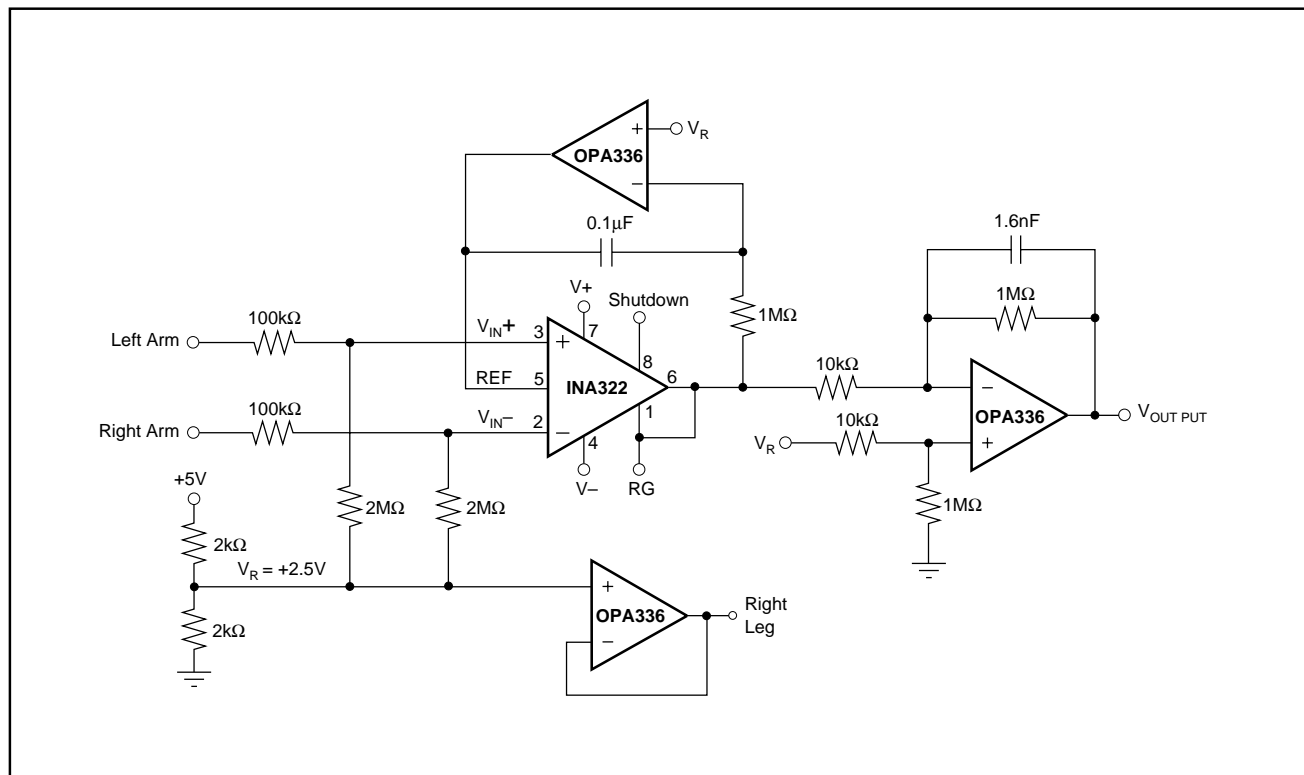 OPA336
+
−
V_R
0.1µF
1MΩ
V+
Shutdown
Left Arm
100kΩ
V_IN+
3
+
7
8
REF
5
INA322
6
1
Right Arm
100kΩ
V_IN−
2
−
4
V−
RG
1.6nF
1MΩ
10kΩ
−
OPA336
+
V_OUT PUT
V_R
10kΩ
1MΩ
+5V
2kΩ
2MΩ
2MΩ
V_R = +2.5V
2kΩ
+
OPA336
−
Right
Leg